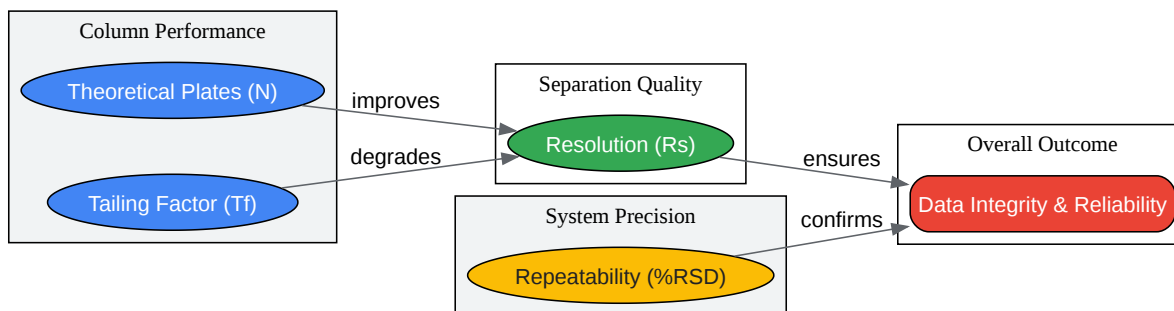 Column Performance
Theoretical Plates (N)
improves
Separation Quality
Resolution (Rs)
degrades
Tailing Factor (Tf)
ensures
Overall Outcome
Data Integrity & Reliability
System Precision
confirms
Repeatability (%RSD)